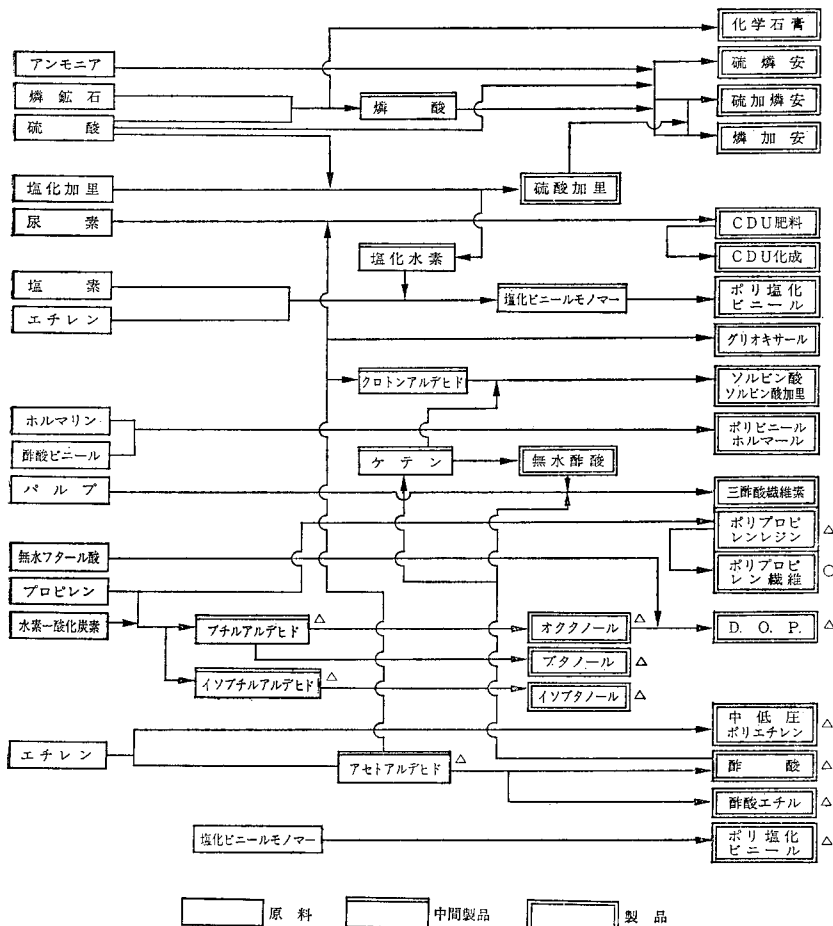 化学石膏
アンモニア
硫燐安
燐鉱石
燐酸
硫加燐安
硫酸
燐加安
塩化加里
硫酸加里
尿素
CDU肥料
塩化水素
CDU化成
塩素
塩化ビニールモノマー
ポリ塩化
ビニール
エチレン
グリオキサール
クロトンアルデヒド
ソルビン酸
ソルビン酸加里
ホルマリン
ポリビニール
ホルマール
酢酸ビニール
ケテン
無水酢酸
パルプ
三酢酸繊維素
ポリプロピ
レンレジン
△
無水フタール酸
ポリプロピ
レン繊維
○
プロピレン
水素一酸化炭素
ブチルアルデヒド
△
オクタノール
△
D. O. P.
△
ブタノール
△
イソブチルアルデヒド
△
イソブタノール
△
中低圧
ポリエチレン
△
エチレン
アセトアルデヒド
△
酢酸
△
酢酸エチル
△
塩化ビニールモノマー
ポリ塩化
ビニール
△
原料
中間製品
製品